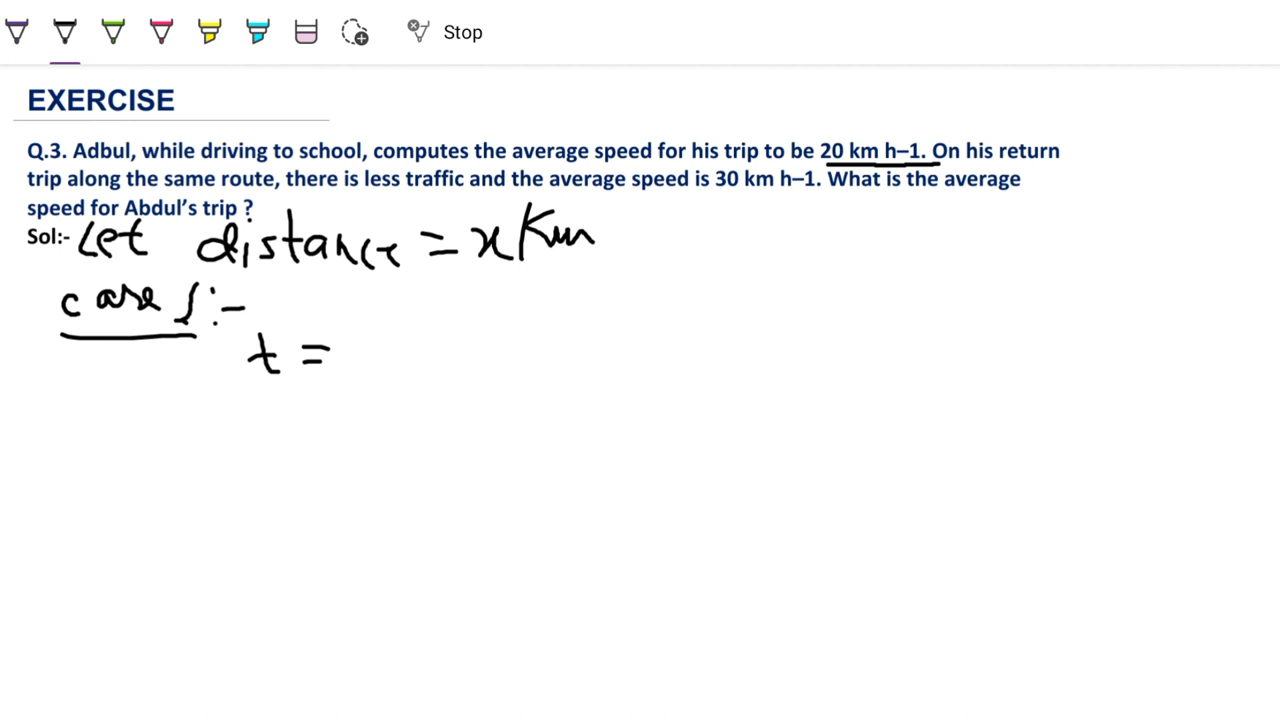 Stop
EXERCISE
Q.3. Adbul, while driving to school, computes the average speed for his trip to be 20 km h–1. On his return
trip along the same route, there is less traffic and the average speed is 30 km h–1. What is the average
speed for Abdul’s trip ?
Sol:- Let distance = x Km
case 1:-
t =